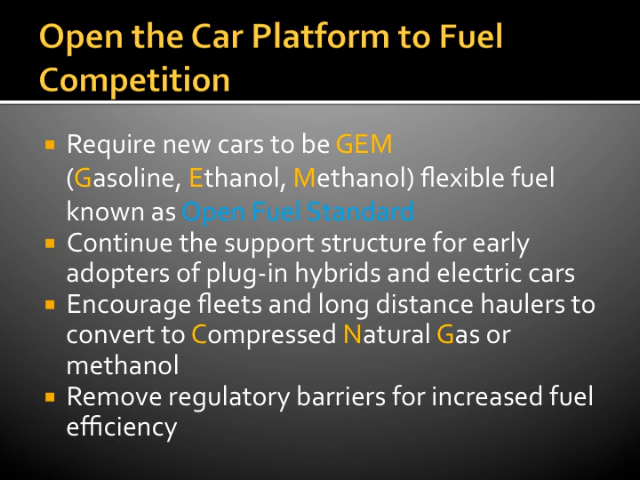 Open the Car Platform to Fuel
Competition
Require new cars to be GEM
(Gasoline, Ethanol, Methanol) flexible fuel
known as Open Fuel Standard
Continue the support structure for early
adopters of plug-in hybrids and electric cars
Encourage fleets and long distance haulers to
convert to Compressed Natural Gas or
methanol
Remove regulatory barriers for increased fuel
efficiency